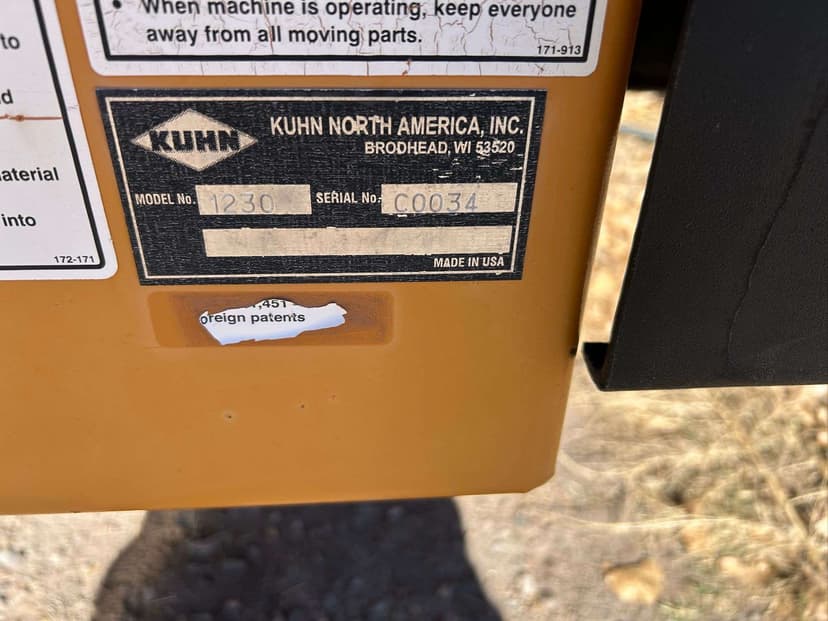 • When machine is operating, keep everyone
away from all moving parts.
171-913
to
d
aterial
into
172-171
KUHN
KUHN NORTH AMERICA, INC.
BRODHEAD, WI 53520
MODEL No. 1230 SERIAL No. C0034
MADE IN USA
,451
oreign patents